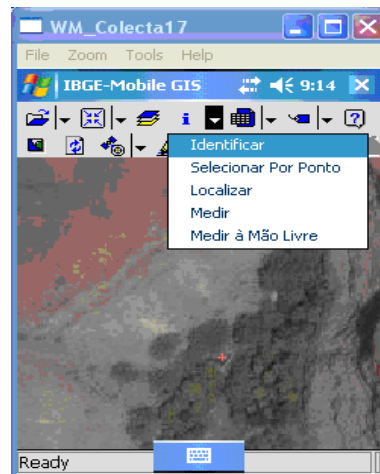 WM_Colecta17
File Zoom Tools Help
IBGE-Mobile GIS 9:14
Identificar
Selecionar Por Ponto
Localizar
Medir
Medir à Mão Livre
Ready